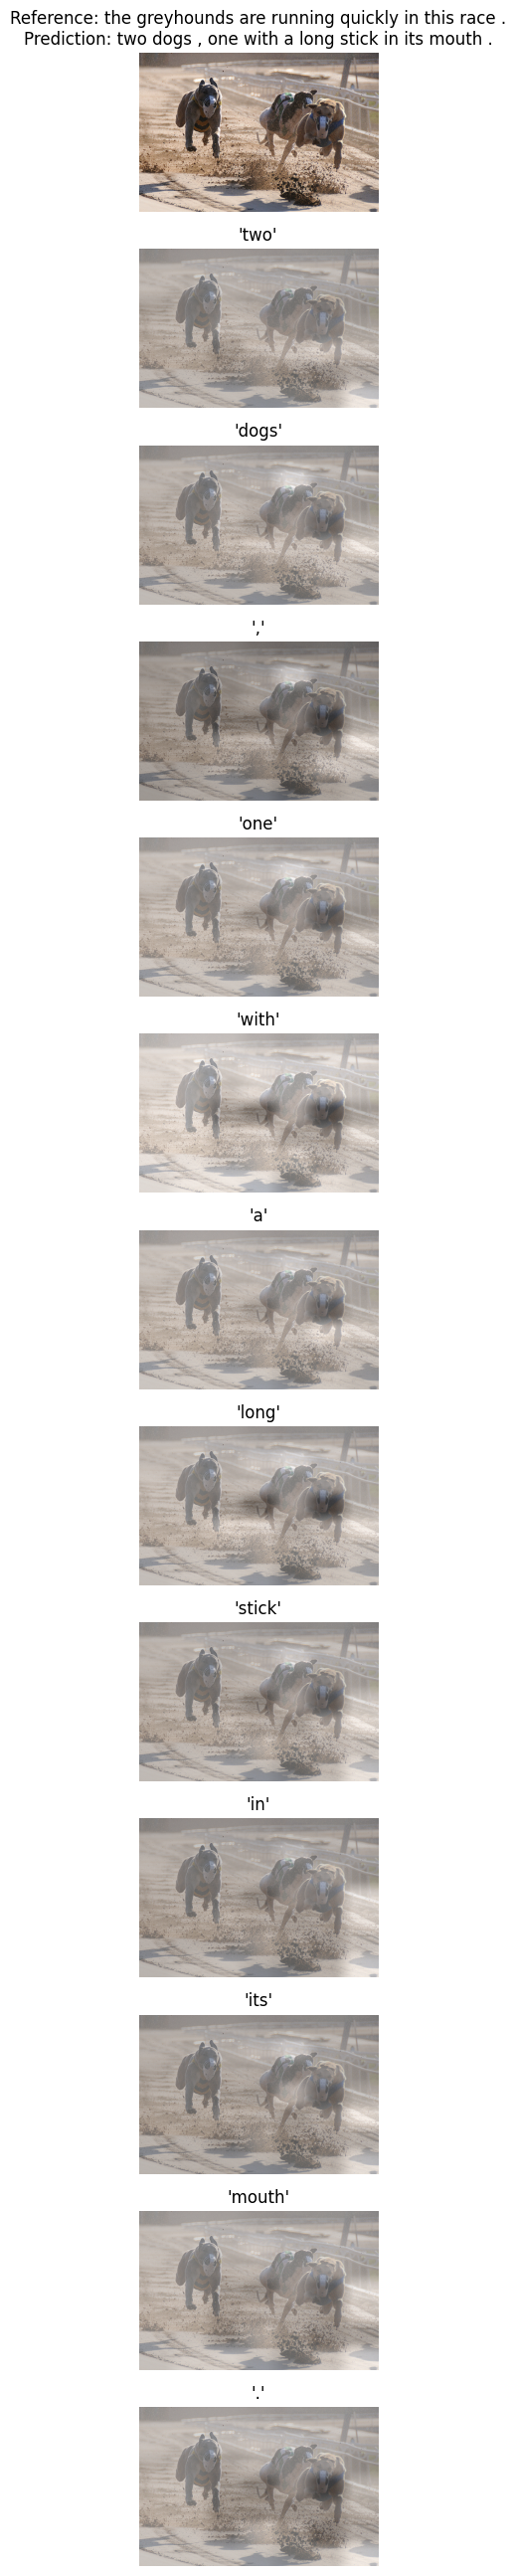 Reference: the greyhounds are running quickly in this race .
Prediction: two dogs , one with a long stick in its mouth .
'two'
'dogs'
','
'one'
'with'
'a'
'long'
'stick'
'in'
'its'
'mouth'
'.'